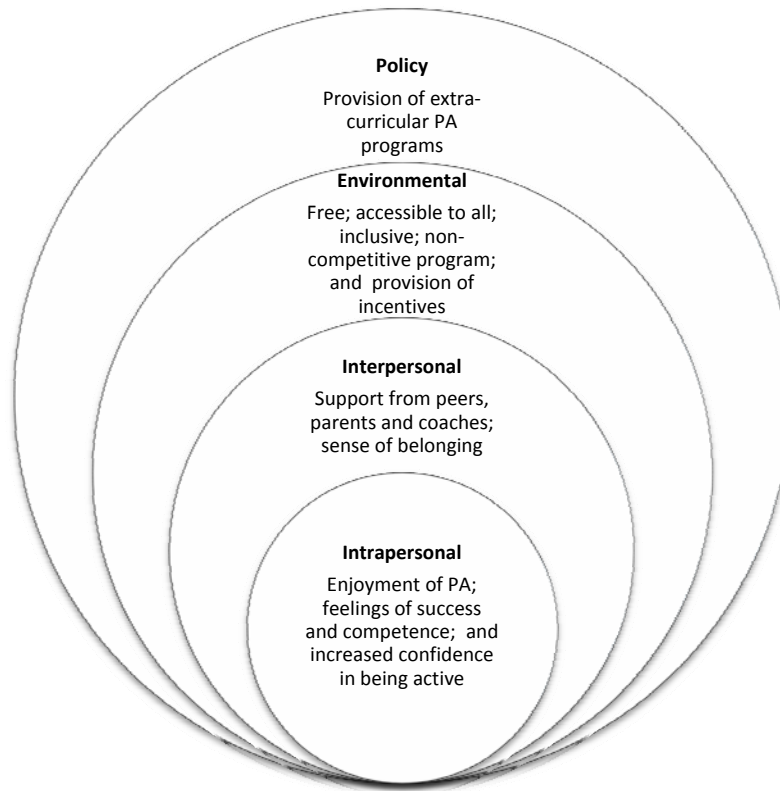 Policy
Provision of extra-
curricular PA
programs
Environmental
Free; accessible to all;
inclusive; non-
competitive program;
and provision of
incentives
Interpersonal
Support from peers,
parents and coaches;
sense of belonging
Intrapersonal
Enjoyment of PA;
feelings of success
and competence; and
increased confidence
in being active